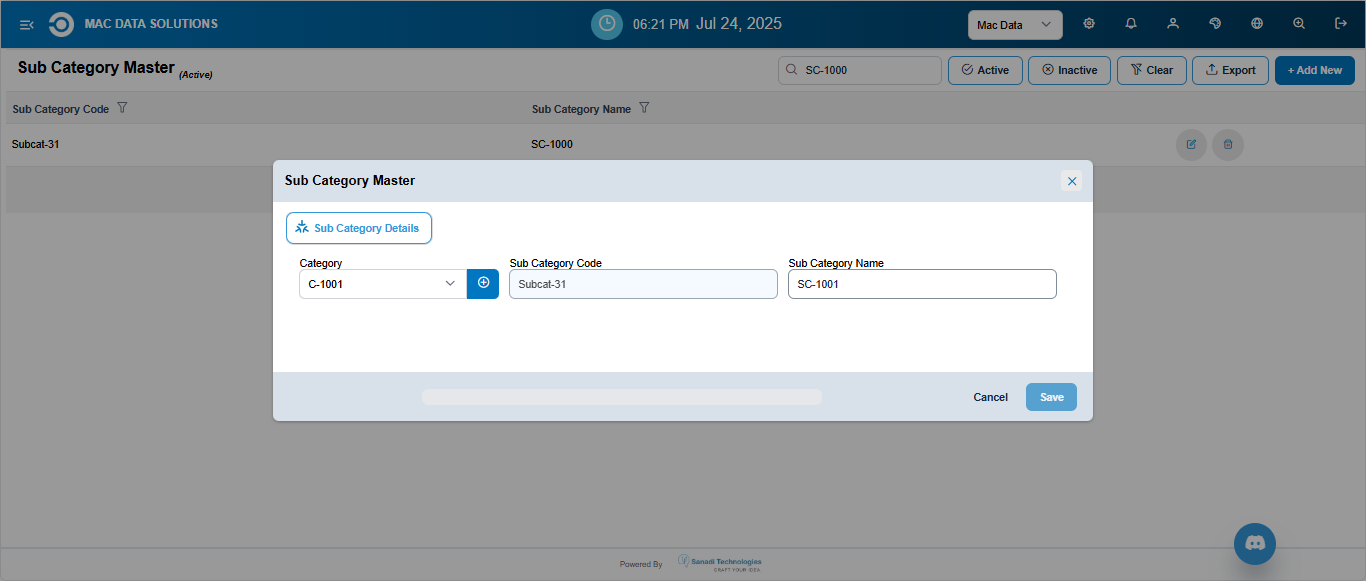 MAC DATA SOLUTIONS
06:21 PM Jul 24, 2025
Mac Data
Sub Category Master (Active)
SC-1000
Active
Inactive
Clear
Export
+ Add New
Sub Category Code
Sub Category Name
Subcat-31
SC-1000
Sub Category Master
Sub Category Details
Category
Sub Category Code
Sub Category Name
C-1001
Subcat-31
SC-1001
Cancel
Save
Powered By
Sanadi Technologies
CRAFT YOUR IDEA